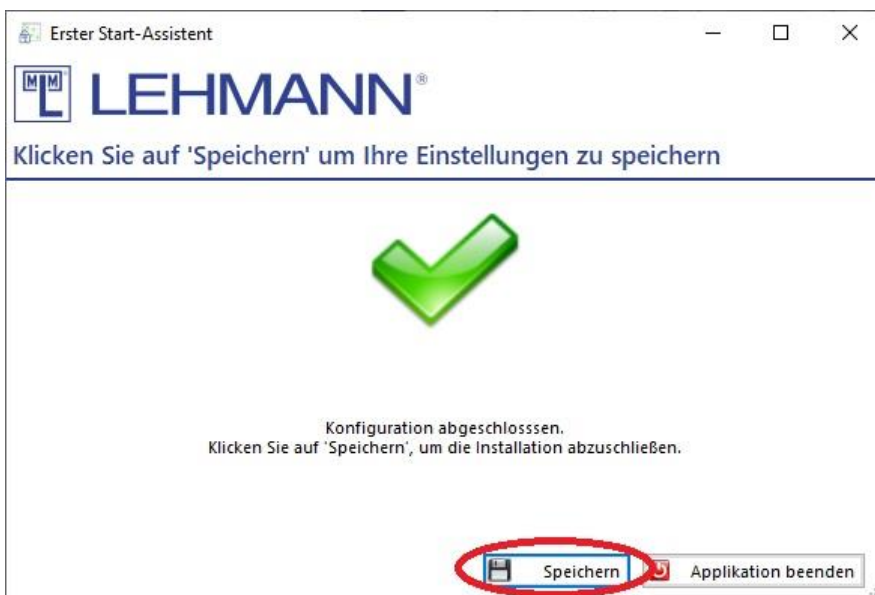 Erster Start-Assistent
MLM LEHMANN®
Klicken Sie auf 'Speichern' um Ihre Einstellungen zu speichern
Konfiguration abgeschlosssen.
Klicken Sie auf 'Speichern', um die Installation abzuschließen.
Speichern Applikation beenden